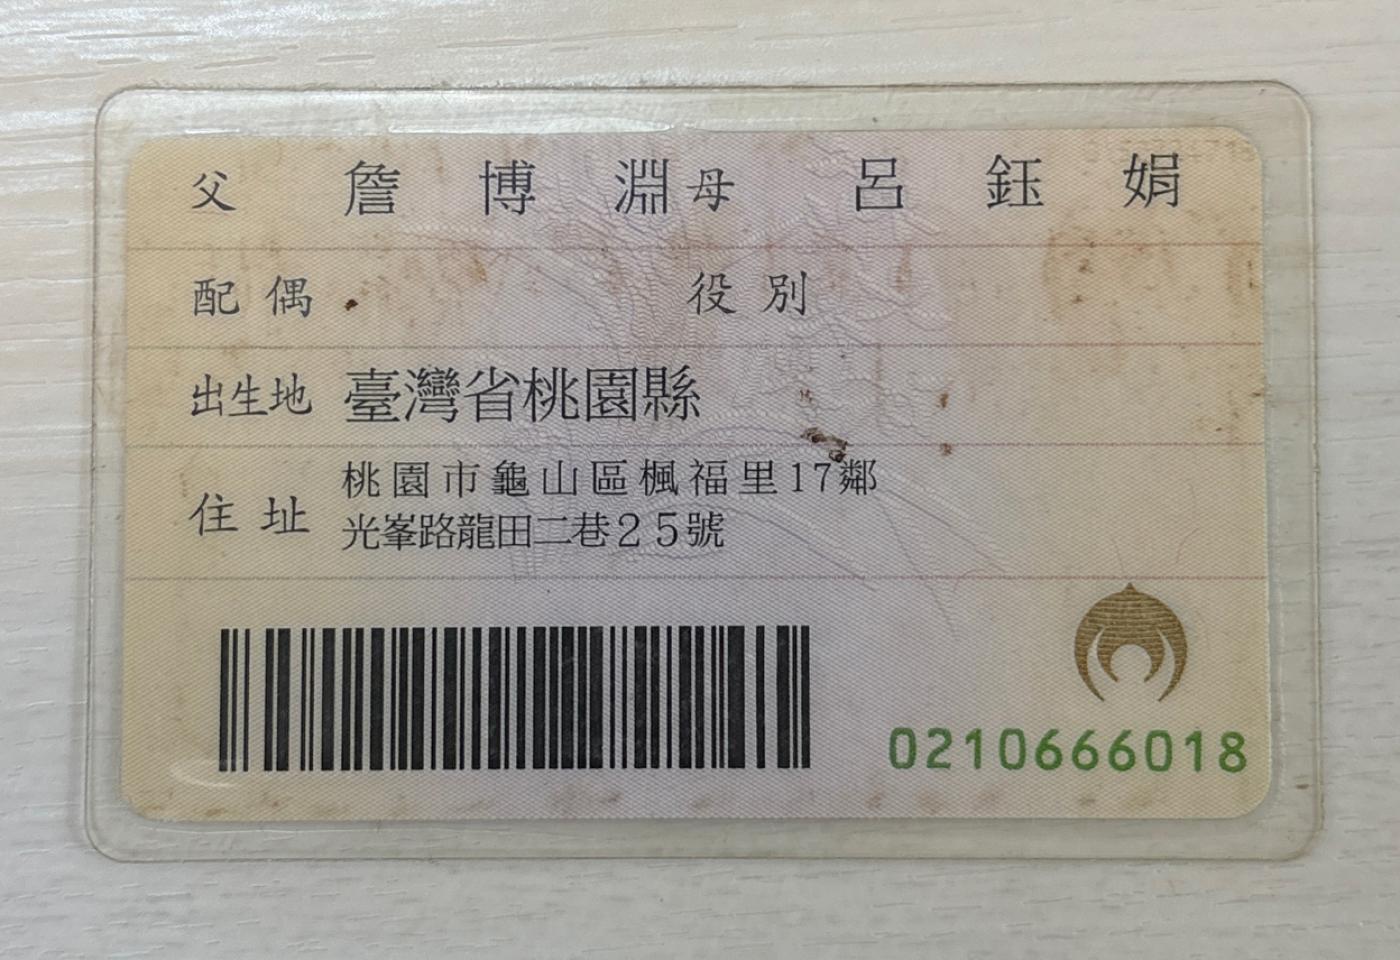 父 詹博淵 母 呂鈺娟
配偶 役別
出生地 臺灣省桃園縣
住址 桃園市龜山區楓福里17鄰
光峯路龍田二巷25號
0210666018